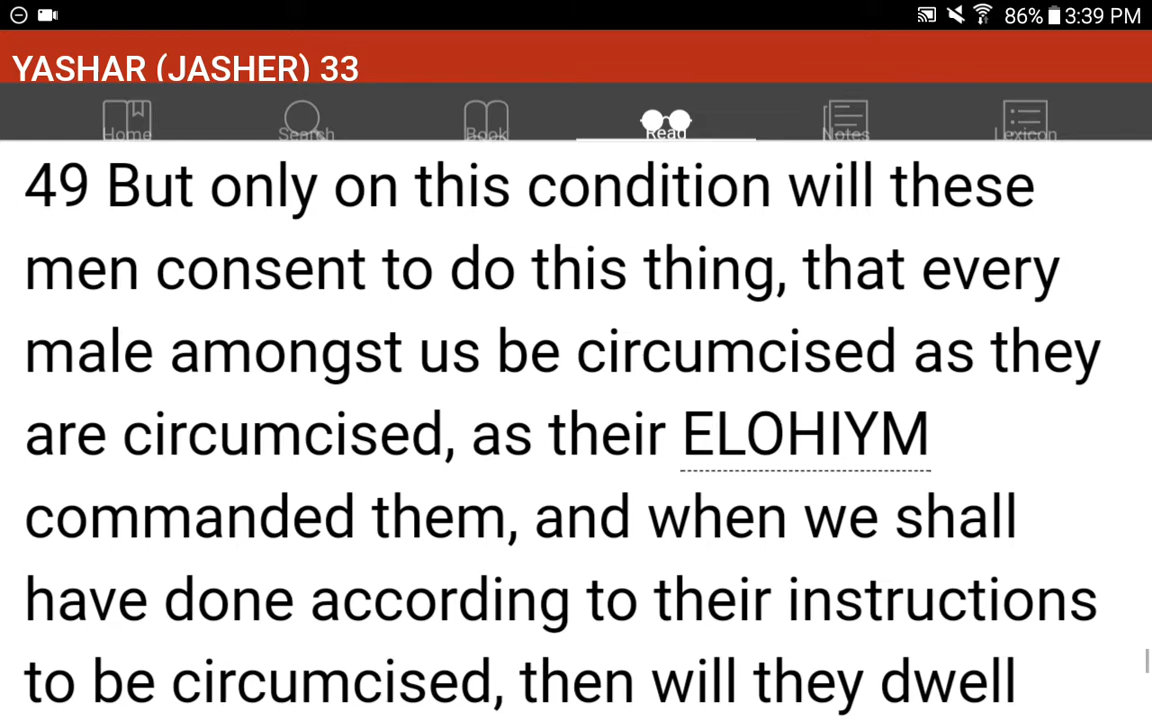 86% 3:39 PM
YASHAR (JASHER) 33
Home Search Book Read Notes Lexicon
49 But only on this condition will these
men consent to do this thing, that every
male amongst us be circumcised as they
are circumcised, as their ELOHIYM
commanded them, and when we shall
have done according to their instructions
to be circumcised, then will they dwell